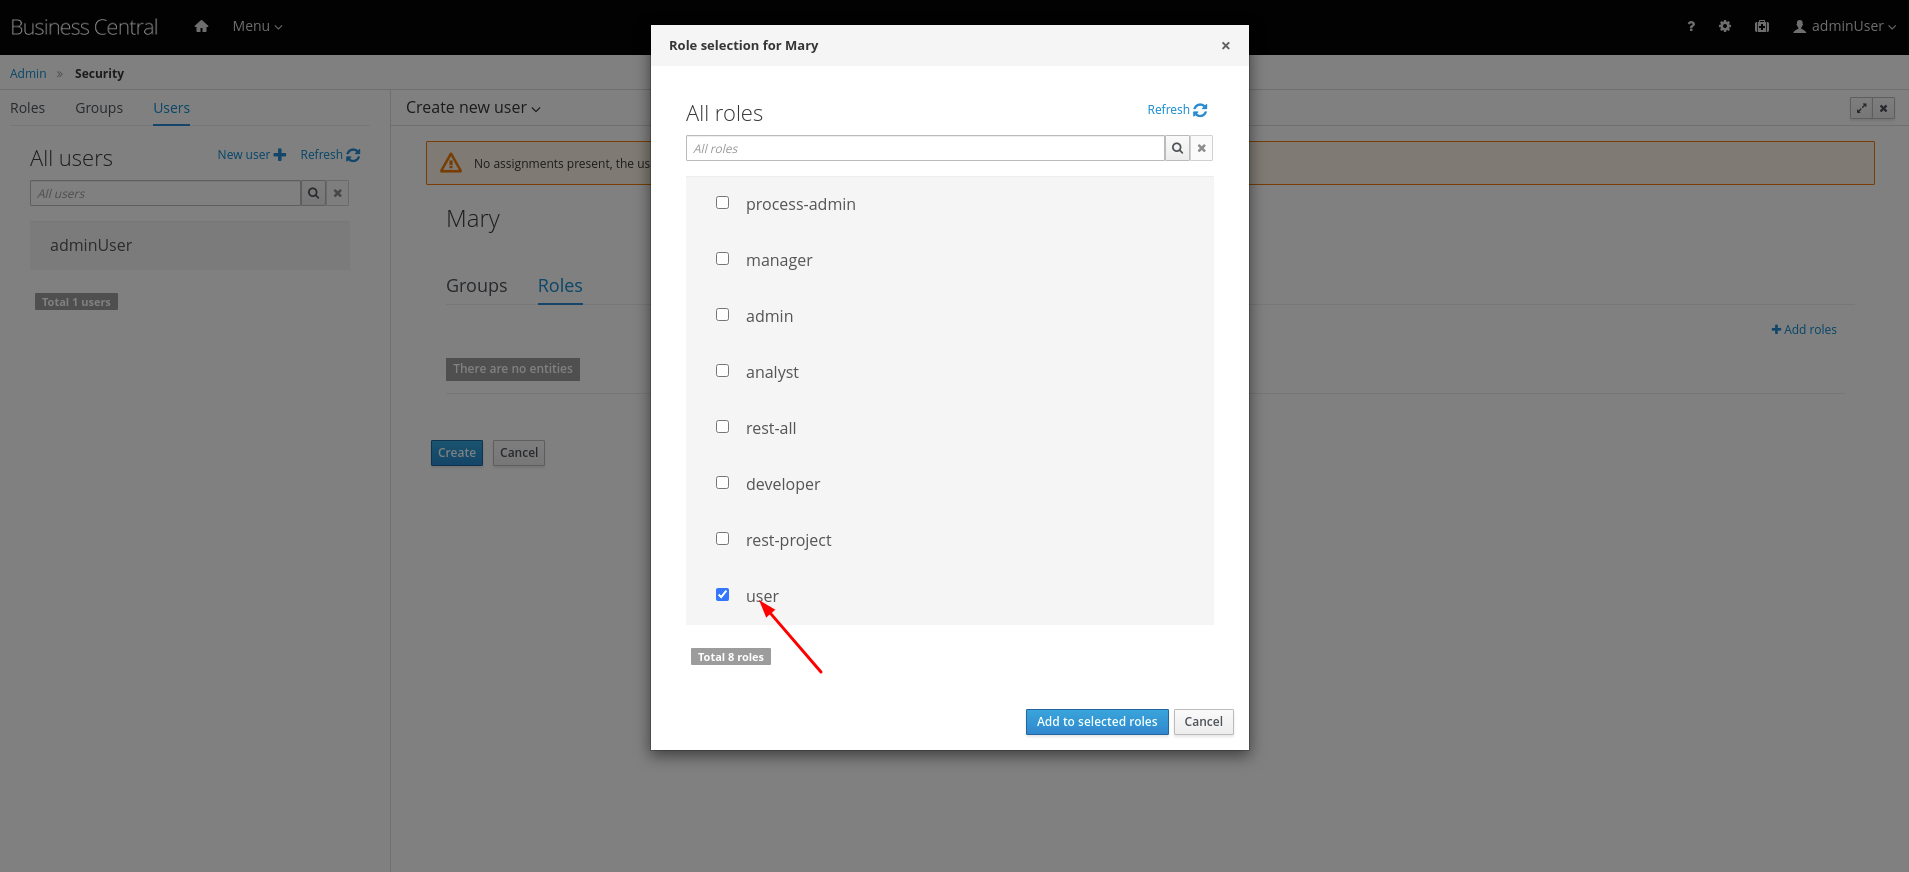 Business Central
Menu
? adminUser
Admin » Security
Roles Groups Users
All users
New user Refresh
All users
adminUser
Total 1 users
Create new user
No assignments present, the us
Mary
Groups Roles
Add roles
There are no entities
Create Cancel
Role selection for Mary
All roles
Refresh
All roles
process-admin
manager
admin
analyst
rest-all
developer
rest-project
user
Total 8 roles
Add to selected roles Cancel